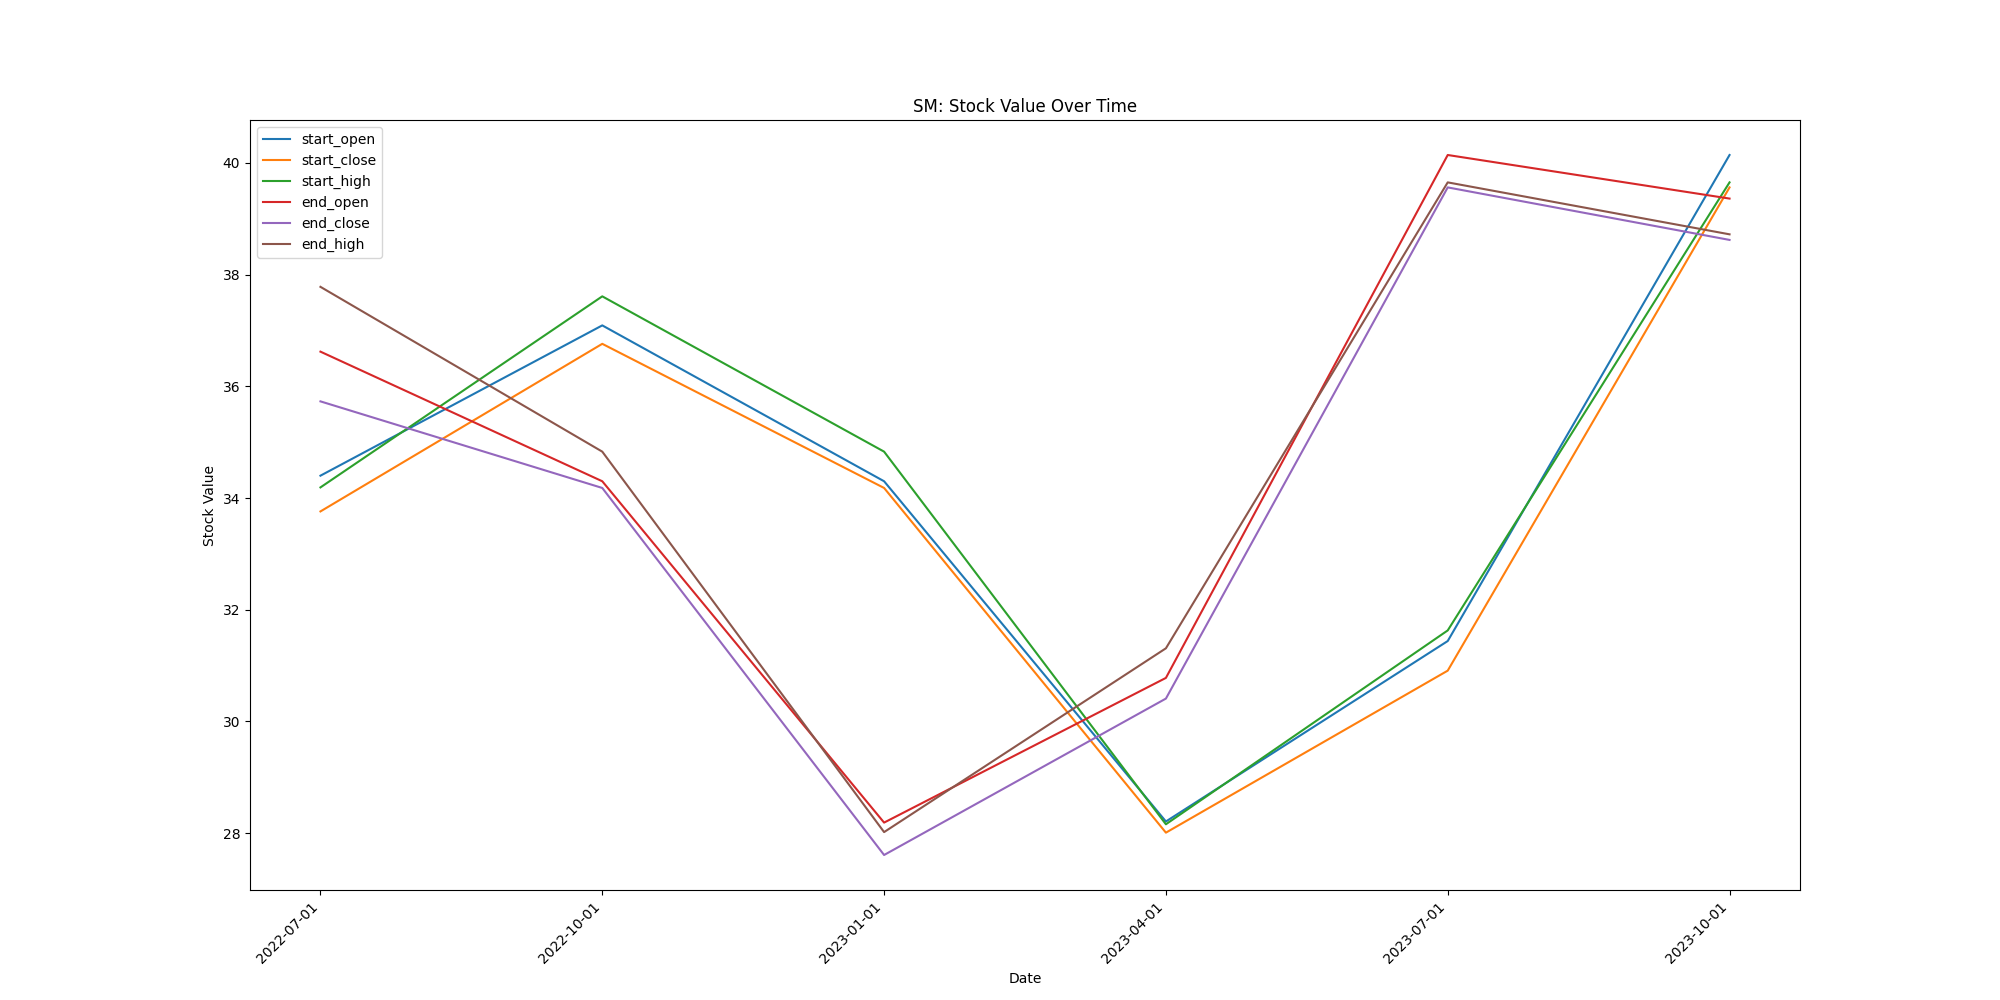 SM: Stock Value Over Time
start_open
start_close
start_high
end_open
end_close
end_high
40
38
36
34
32
30
28
Stock Value
2022-07-01
2022-10-01
2023-01-01
2023-04-01
2023-07-01
2023-10-01
Date